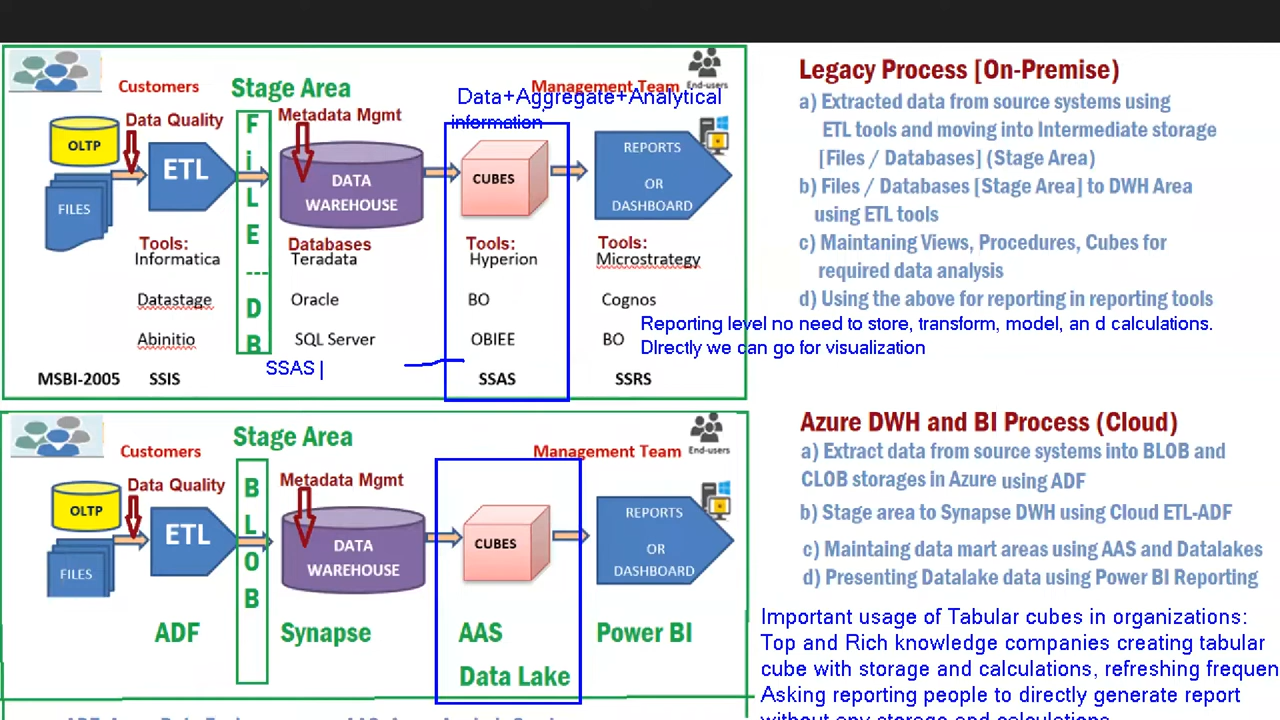 Customers
Stage Area
Management Team
End-users
Data+Aggregate+Analytical
information
Data Quality
Metadata Mgmt
OLTP
FILES
ETL
F
i
L
E
---
D
B
DATA
WAREHOUSE
CUBES
REPORTS
OR
DASHBOARD
Tools:
Informatica
Datastage
Abinitio
Databases
Teradata
Oracle
SQL Server
Tools:
Hyperion
BO
OBIEE
Tools:
Microstrategy
Cognos
BO
SSAS
MSBI-2005 SSIS SSAS SSRS
Legacy Process [On-Premise)
a) Extracted data from source systems using
ETL tools and moving into Intermediate storage
[Files / Databases] (Stage Area)
b) Files / Databases [Stage Area] to DWH Area
using ETL tools
c) Maintaning Views, Procedures, Cubes for
required data analysis
d) Using the above for reporting in reporting tools
Reporting level no need to store, transform, model, an d calculations.
DIrectly we can go for visualization
Customers
Stage Area
Management Team
End-users
Data Quality
Metadata Mgmt
OLTP
FILES
ETL
B
L
O
B
DATA
WAREHOUSE
CUBES
REPORTS
OR
DASHBOARD
ADF Synapse AAS Power BI
Data Lake
Azure DWH and BI Process (Cloud)
a) Extract data from source systems into BLOB and
CLOB storages in Azure using ADF
b) Stage area to Synapse DWH using Cloud ETL-ADF
c) Maintaing data mart areas using AAS and Datalakes
d) Presenting Datalake data using Power BI Reporting
Important usage of Tabular cubes in organizations:
Top and Rich knowledge companies creating tabular
cube with storage and calculations, refreshing frequen
Asking reporting people to directly generate report
without any storage and calculations